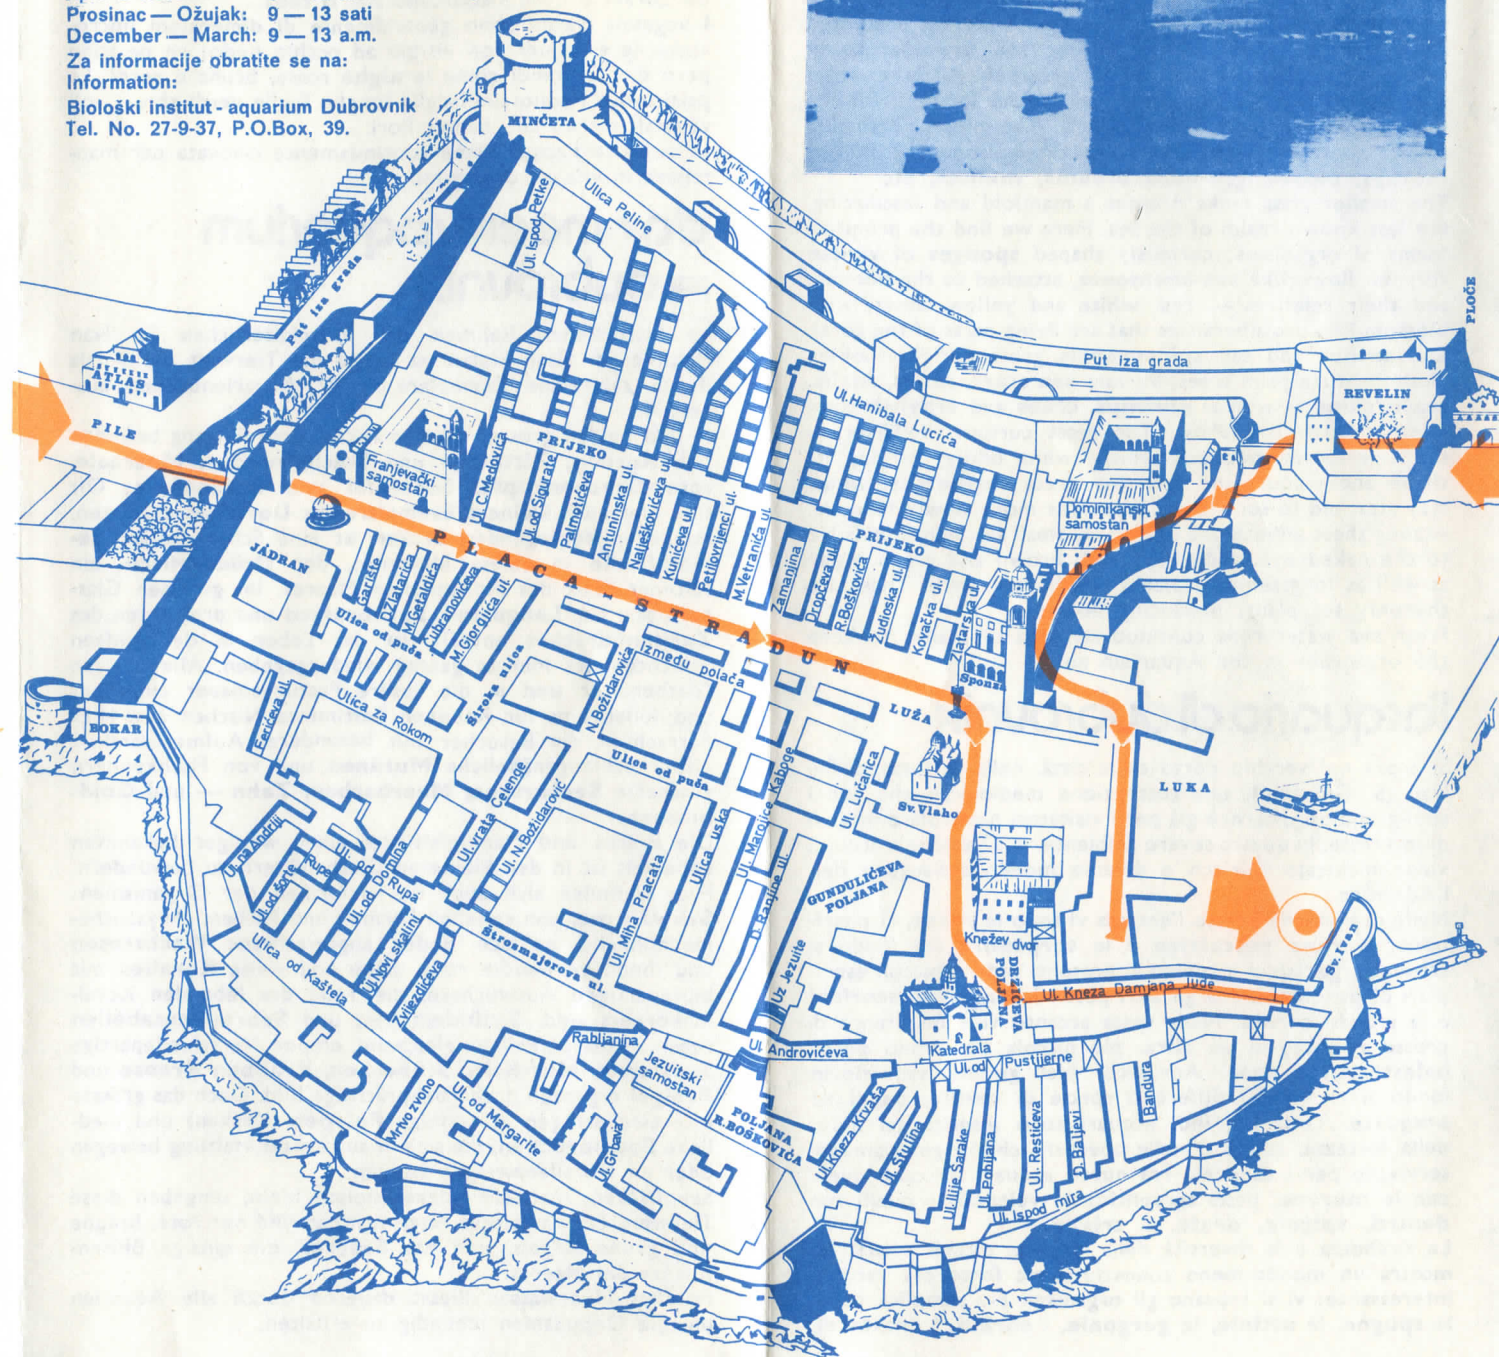 Prosinac — Ožujak: 9 — 13 sati
December — March: 9 — 13 a.m.
Za informacije obratite se na:
Information:
Biološki institut - aquarium Dubrovnik
Tel. No. 27-9-37, P.O.Box, 39.
MINČETA
Ul. Ispod Petke
Ulica Peline
Put iza grada
PLOČE
Put iza grada
ATLAS
REVELIN
PILE
Ul. Hanibala Lucića
PRIJEKO
Franjevački
samostan
Ul. C. Medovića
Ul. od Sigurate
Palmotićeva
Antuninska ul.
Nalješkovićeva ul.
Kunićeva ul.
Petilovrijenci ul.
M. Vetranića ul.
Zamanjina
Dropčeva ul.
R. Boškovića
Žudioska ul.
Kovačka ul.
Zlatarska ul.
PRIJEKO
Dominikanski
samostan
JADRAN
PLACA - STRADUN
Garište
Dž. Zlatarića
M. Getaldića
Čubranovićeva
M. Gjorgjića ul.
Ulica od puča
Ulica za Rokom
Široka ulica
N. Božidarovića
Između polača
Ulica od puča
Sponza
LUŽA
Sv. Vlaho
LUKA
BOKAR
Ferićeva ul.
Ul. na Andriji
Ul. od šorte
Ul. od Rupa
Ul. od Domina
Ul. vrata Celenge
Ul. N. Božidarović
Ul. Novi skalini
Ulica od Kaštela
Zvijezdićeva
Štrosmajerova ul.
Ul. Miha Pracata
Ulica uska
Ul. Marojice Kaboge
Ul. Lučarica
D. Ranjine ul.
GUNDULIĆEVA
POLJANA
Uz Jezuite
Knežev dvor
DRŽIĆEVA
POLJANA
Ul. Kneza Damjana Jude
Sv. Ivan
Katedrala
Ul. od Pustijerne
Ul. Androvićeva
Rabljanina
Jezuitski
samostan
Mrtvo zvono
Ul. od Margarite
Ul. Grbava
POLJANA
R. BOŠKOVIĆA
Ul. Kneza Krvaša
Ul. Stulina
Ul. Ilije Sarake
Ul. Pobijana
Ul. Restićeva
D. Baljevi
Bandura
Ul. Ispod mira